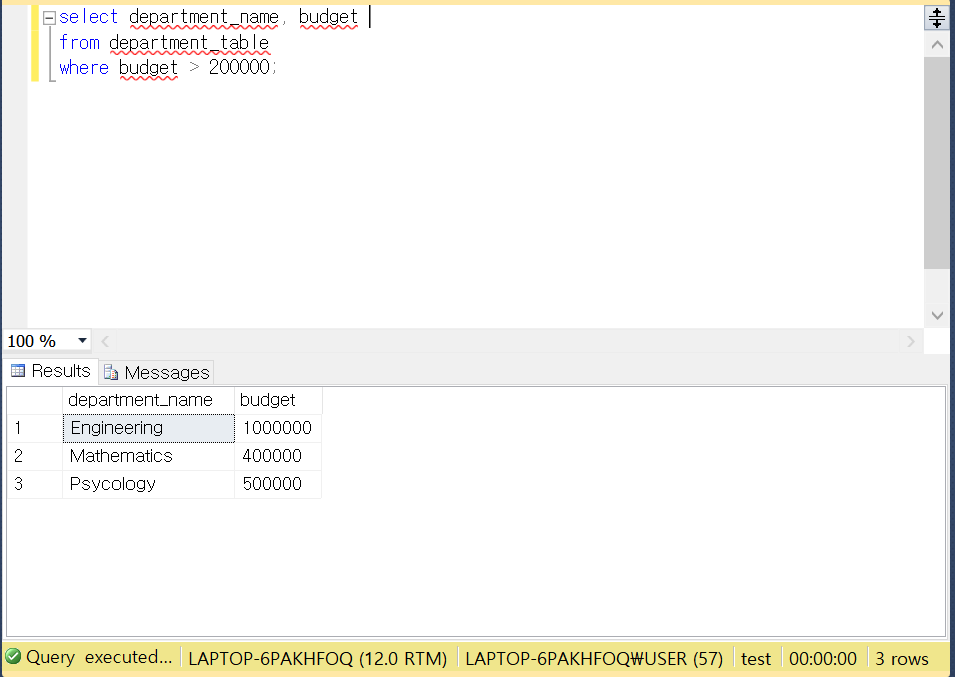 select department_name, budget
from department_table
where budget > 200000;
100 %
Results Messages
department_name budget
1 Engineering 1000000
2 Mathematics 400000
3 Psycology 500000
Query executed... LAPTOP-6PAKHFOQ (12.0 RTM) LAPTOP-6PAKHFOQ₩USER (57) test 00:00:00 3 rows